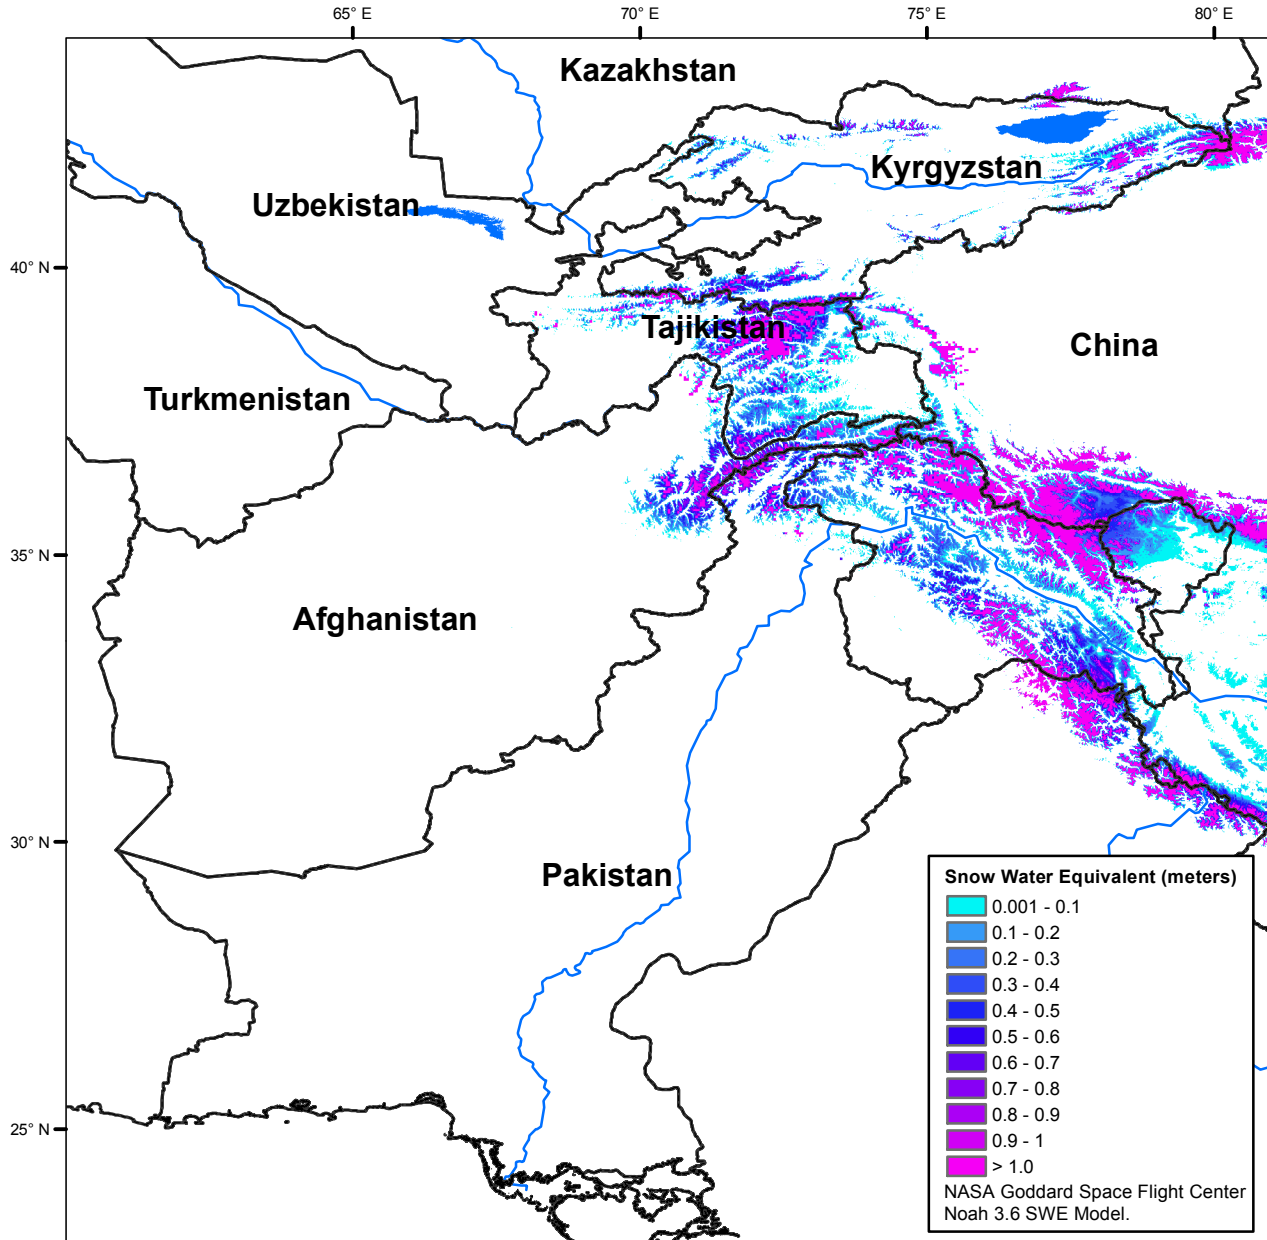 65° E
70° E
75° E
80° E
Kazakhstan
Kyrgyzstan
Uzbekistan
40° N
Tajikistan
China
Turkmenistan
35° N
Afghanistan
30° N
Pakistan
25° N
Snow Water Equivalent (meters)
0.001 - 0.1
0.1 - 0.2
0.2 - 0.3
0.3 - 0.4
0.4 - 0.5
0.5 - 0.6
0.6 - 0.7
0.7 - 0.8
0.8 - 0.9
0.9 - 1
> 1.0
NASA Goddard Space Flight Center
Noah 3.6 SWE Model.